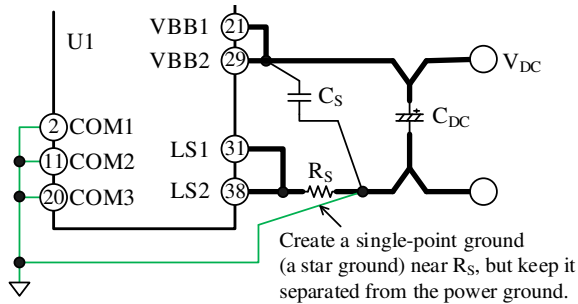 U1
VBB1
21
VBB2
29
VDC
CS
CDC
+
2
COM1
11
COM2
20
COM3
LS1
31
LS2
38
RS
Create a single-point ground
(a star ground) near RS, but keep it
separated from the power ground.